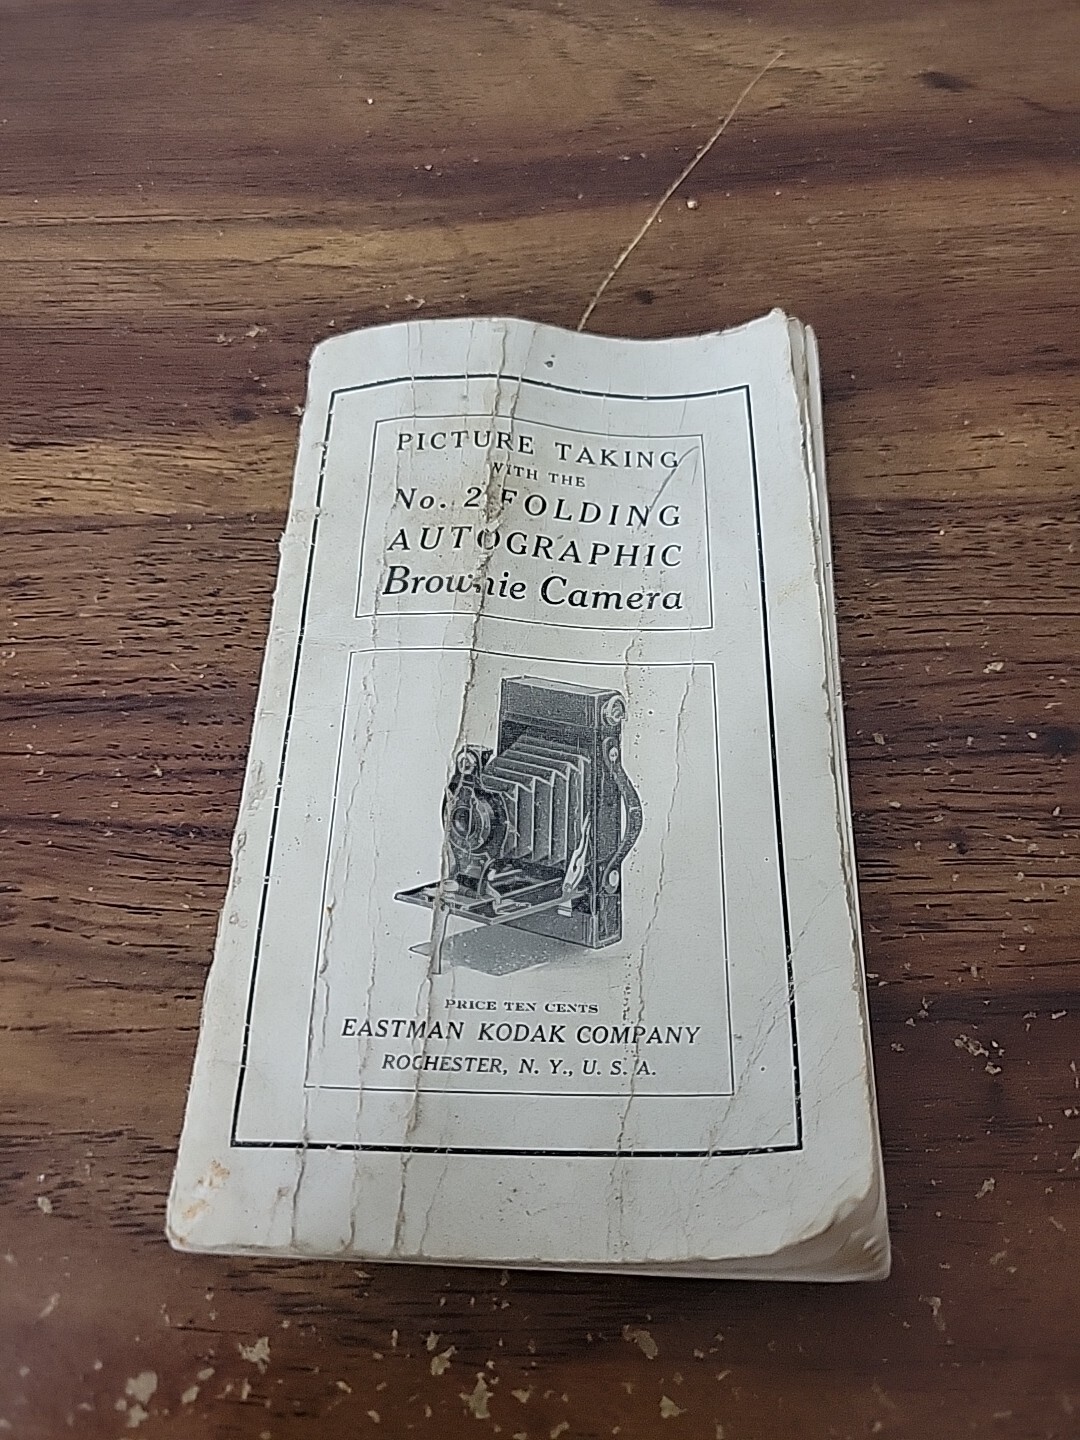 PICTURE TAKING
WITH THE
No. 2 FOLDING
AUTOGRAPHIC
Brownie Camera
PRICE TEN CENTS
EASTMAN KODAK COMPANY
ROCHESTER, N. Y., U. S. A.